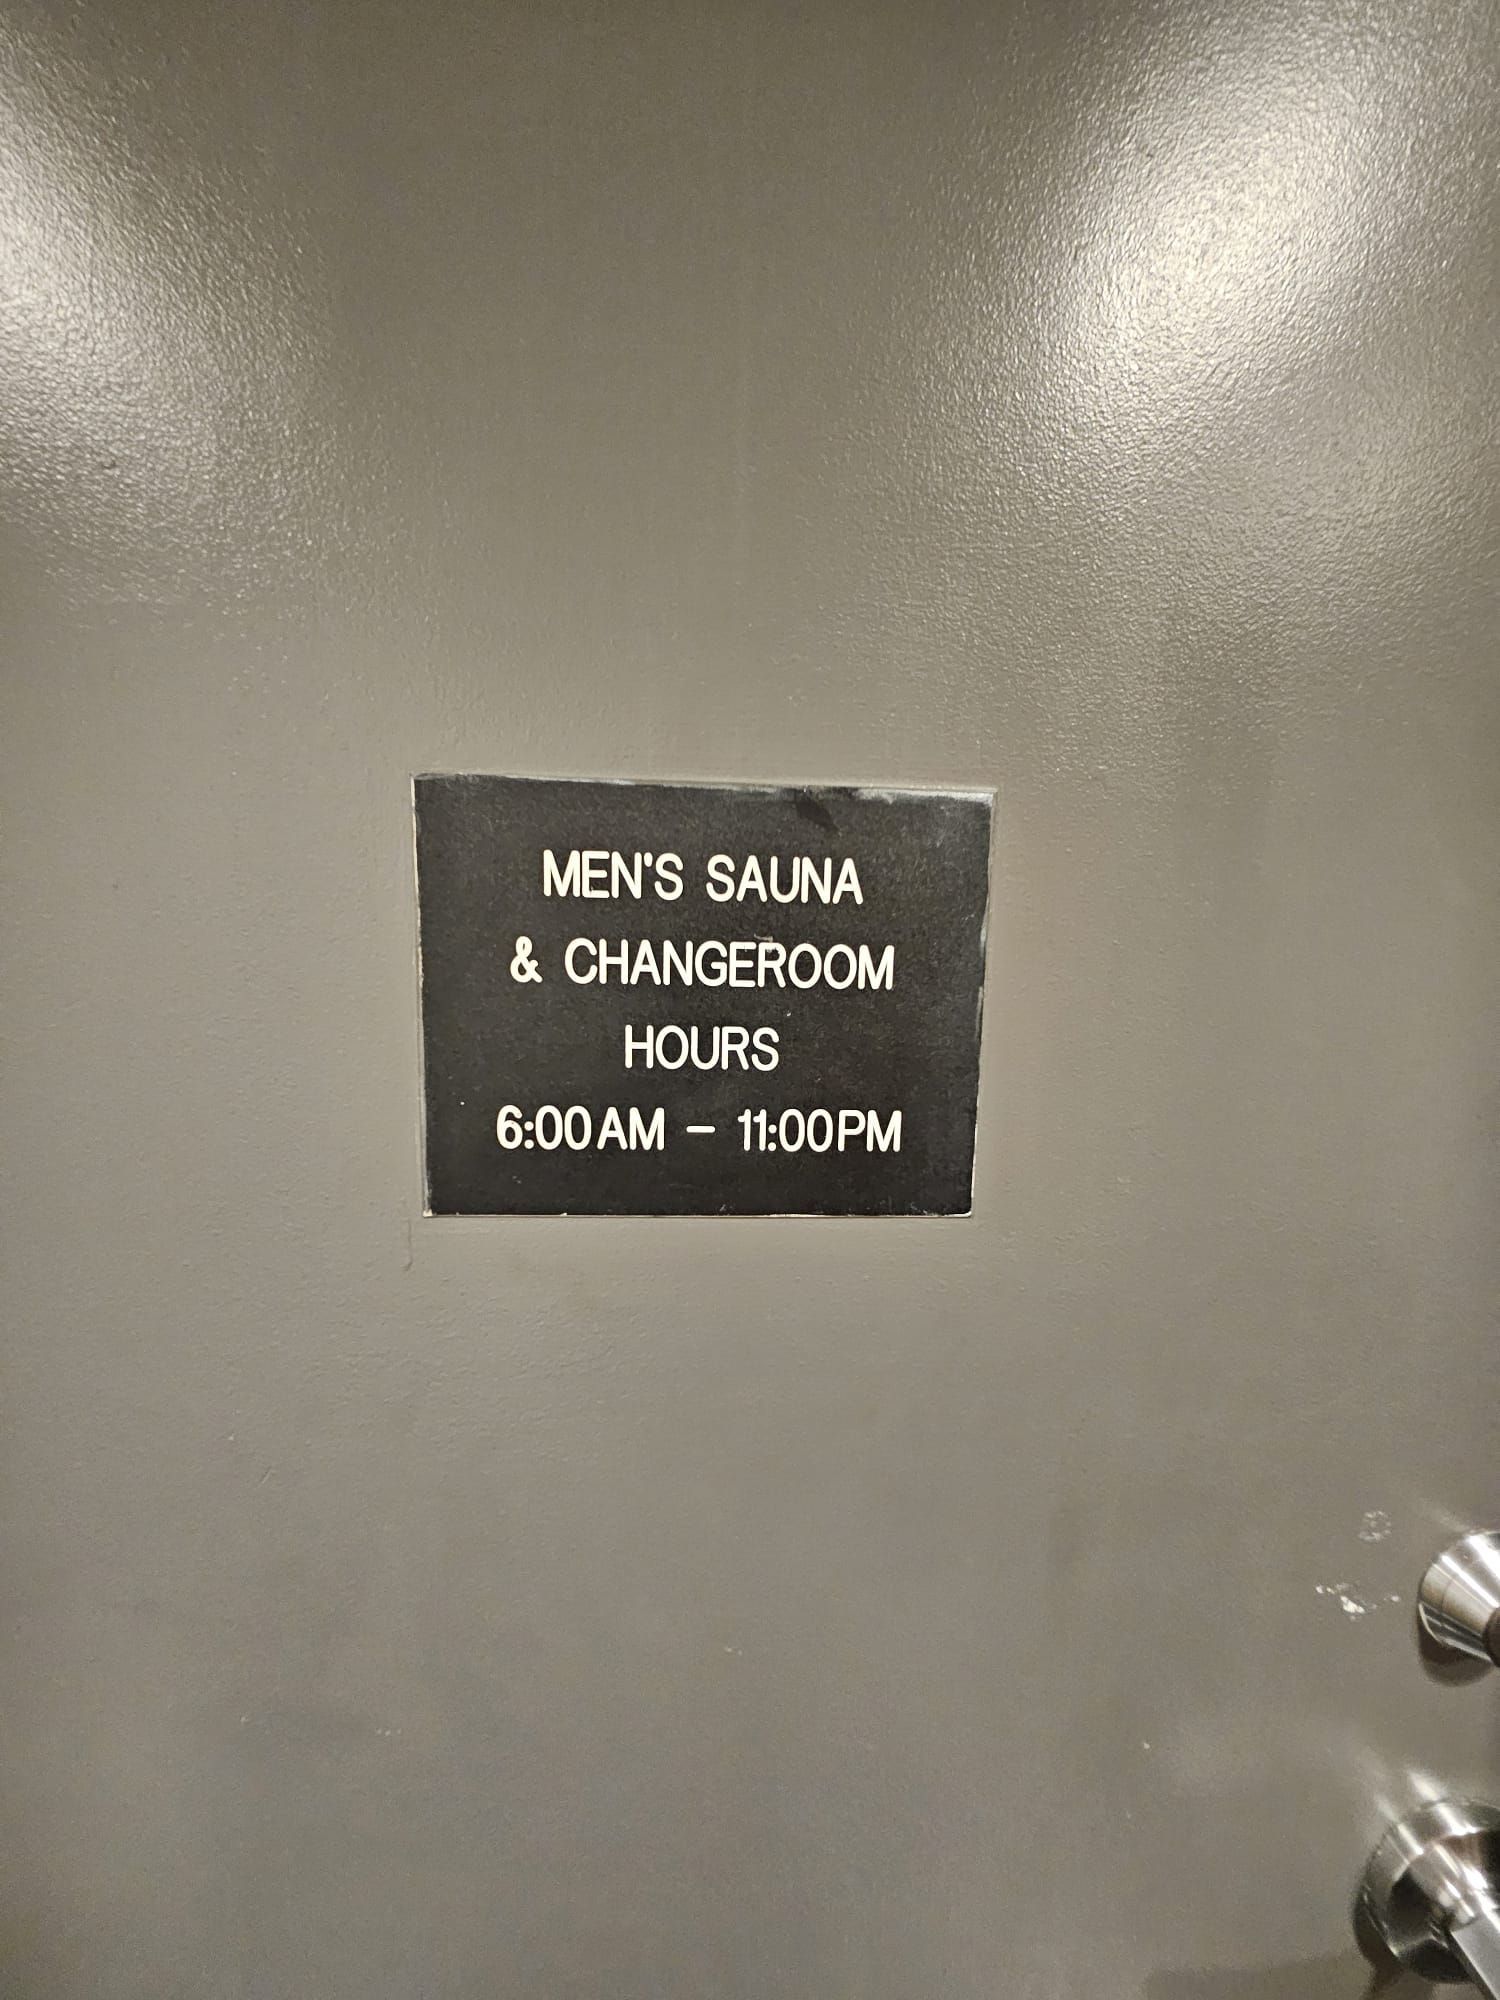 MEN'S SAUNA
& CHANGEROOM
HOURS
6:00AM – 11:00PM